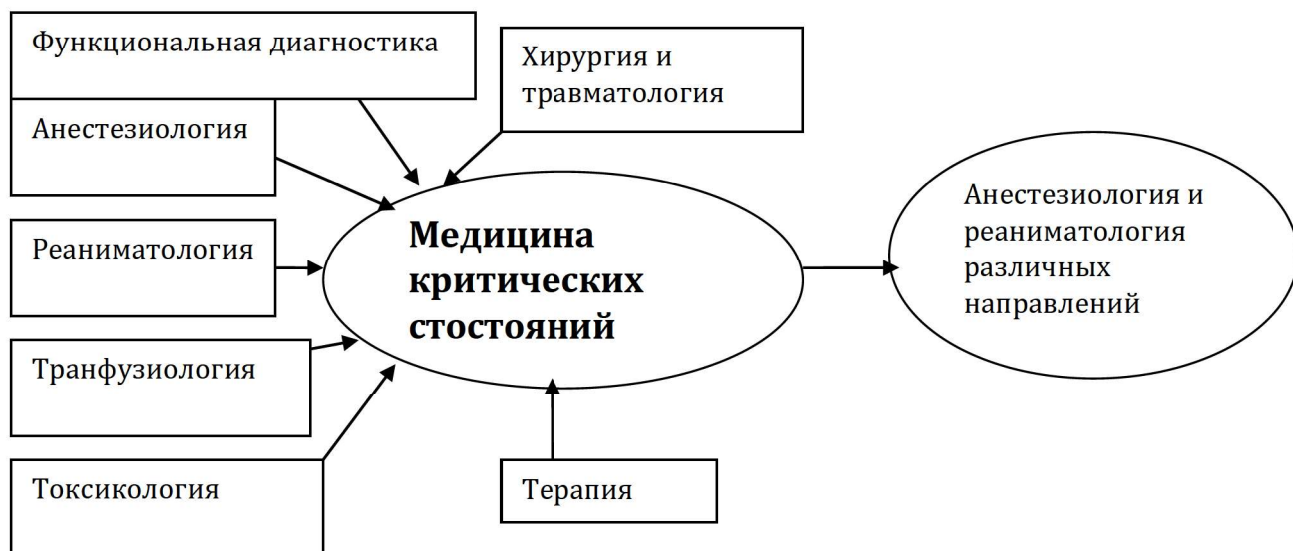 Функциональная диагностика
Хирургия и
травматология
Анестезиология
Реаниматология
Медицина
критических
стостояний
Анестезиология и
реаниматология
различных
направлений
Транфузиология
Токсикология
Терапия